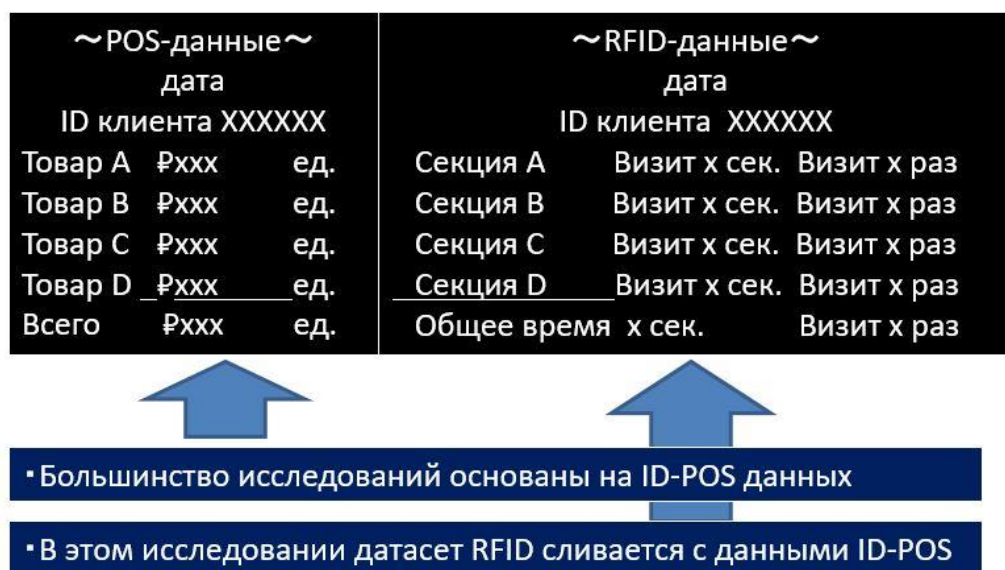 ～POS-данные～
дата
ID клиента XXXXXX
Товар A ₽xxx ед.
Товар B ₽xxx ед.
Товар C ₽xxx ед.
Товар D _₽xxx______ед.
Всего ₽xxx ед.
～RFID-данные～
дата
ID клиента XXXXXX
Секция A Визит x сек. Визит x раз
Секция B Визит x сек. Визит x раз
Секция C Визит x сек. Визит x раз
Секция D Визит x сек. Визит x раз
Общее время x сек. Визит x раз
・Большинство исследований основаны на ID-POS данных
・В этом исследовании датасет RFID сливается с данными ID-POS